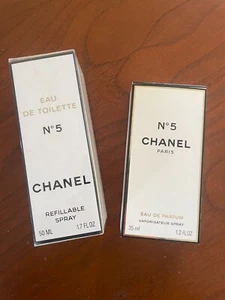 EAU
DE TOILETTE
N°5
CHANEL
REFILLABLE
SPRAY
50 ML 1.7 FL.OZ
N°5
CHANEL
PARIS
EAU DE PARFUM
VAPORISATEUR SPRAY
35 ml 1.2 FL.OZ